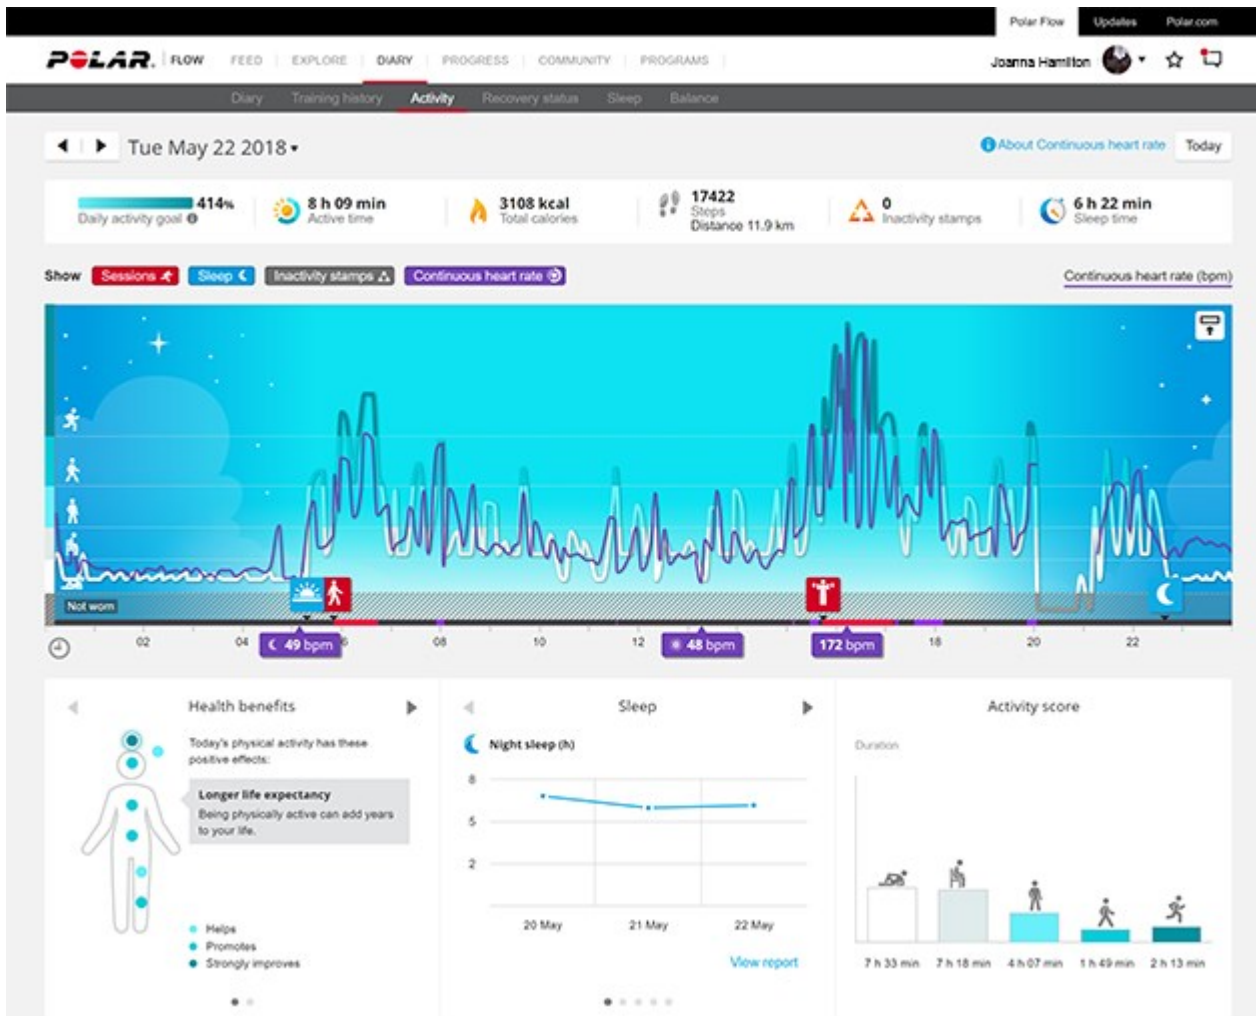 Polar Flow Updates Polar.com
POLAR. FLOW FEED EXPLORE DIARY PROGRESS COMMUNITY PROGRAMS Joanna Hamilton
Diary Training history Activity Recovery status Sleep Balance
Tue May 22 2018 About Continuous heart rate Today
414%
Daily activity goal
8 h 09 min
Active time
3108 kcal
Total calories
17422
Steps
Distance 11.9 km
0
Inactivity stamps
6 h 22 min
Sleep time
Show Sessions Sleep Inactivity stamps Continuous heart rate Continuous heart rate (bpm)
Not worn
02 04 6 08 10 12 18 20 22
49 bpm 48 bpm 172 bpm
Health benefits
Today's physical activity has these
positive effects:
Longer life expectancy
Being physically active can add years
to your life.
Helps
Promotes
Strongly improves
Sleep
Night sleep (h)
8
5
2
20 May 21 May 22 May
View report
Activity score
Duration
7 h 33 min 7 h 18 min 4 h 07 min 1 h 49 min 2 h 13 min